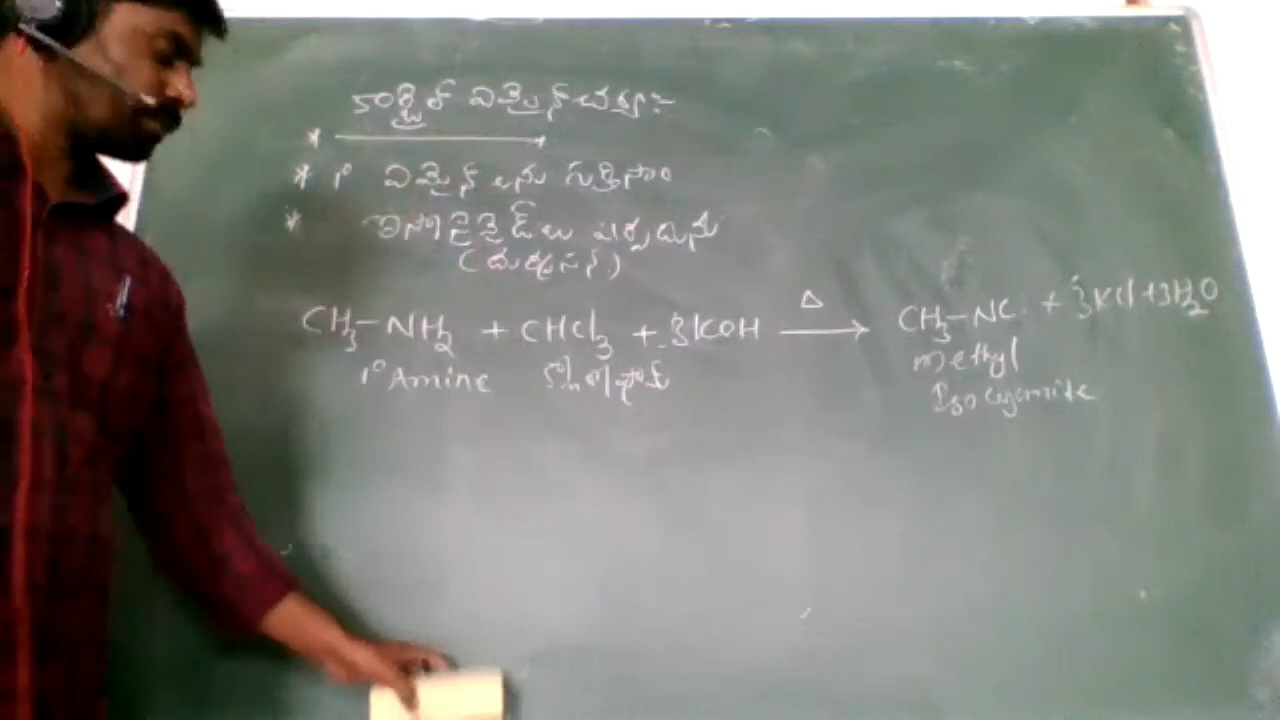 కార్బైల్ ఎమైన్ చర్య :-
* 1° ఎమైన్ లను గుర్తిస్తాం
* ఐసోసైనైడ్‌లు ఏర్పడును
(దుర్వాసన)
CH₃-NH₂ + CHCl₃ + 3KOH —Δ→ CH₃-NC + 3KCl + 3H₂O
1° Amine క్లోరోఫామ్ methyl
Isocyanide